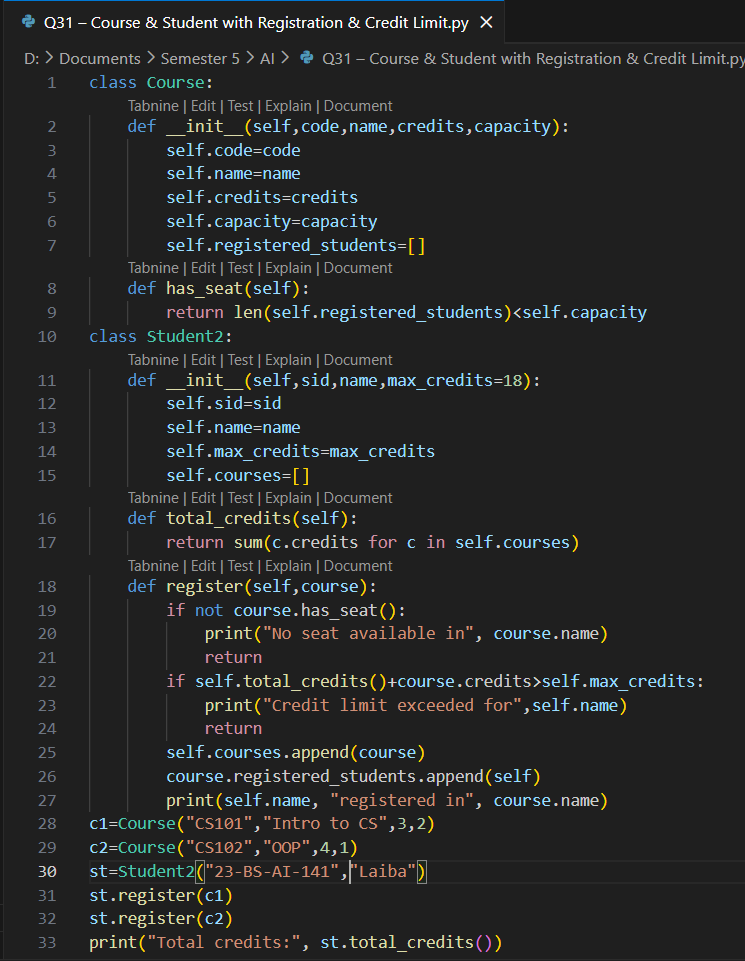 Q31 – Course & Student with Registration & Credit Limit.py ×
D: > Documents > Semester 5 > AI > Q31 – Course & Student with Registration & Credit Limit.py
1 class Course:
Tabnine | Edit | Test | Explain | Document
2     def __init__(self,code,name,credits,capacity):
3         self.code=code
4         self.name=name
5         self.credits=credits
6         self.capacity=capacity
7         self.registered_students=[]
Tabnine | Edit | Test | Explain | Document
8     def has_seat(self):
9         return len(self.registered_students)<self.capacity
10 class Student2:
Tabnine | Edit | Test | Explain | Document
11     def __init__(self,sid,name,max_credits=18):
12         self.sid=sid
13         self.name=name
14         self.max_credits=max_credits
15         self.courses=[]
Tabnine | Edit | Test | Explain | Document
16     def total_credits(self):
17         return sum(c.credits for c in self.courses)
Tabnine | Edit | Test | Explain | Document
18     def register(self,course):
19         if not course.has_seat():
20             print("No seat available in", course.name)
21             return
22         if self.total_credits()+course.credits>self.max_credits:
23             print("Credit limit exceeded for",self.name)
24             return
25         self.courses.append(course)
26         course.registered_students.append(self)
27         print(self.name, "registered in", course.name)
28 c1=Course("CS101","Intro to CS",3,2)
29 c2=Course("CS102","OOP",4,1)
30 st=Student2("23-BS-AI-141","Laiba")
31 st.register(c1)
32 st.register(c2)
33 print("Total credits:", st.total_credits())